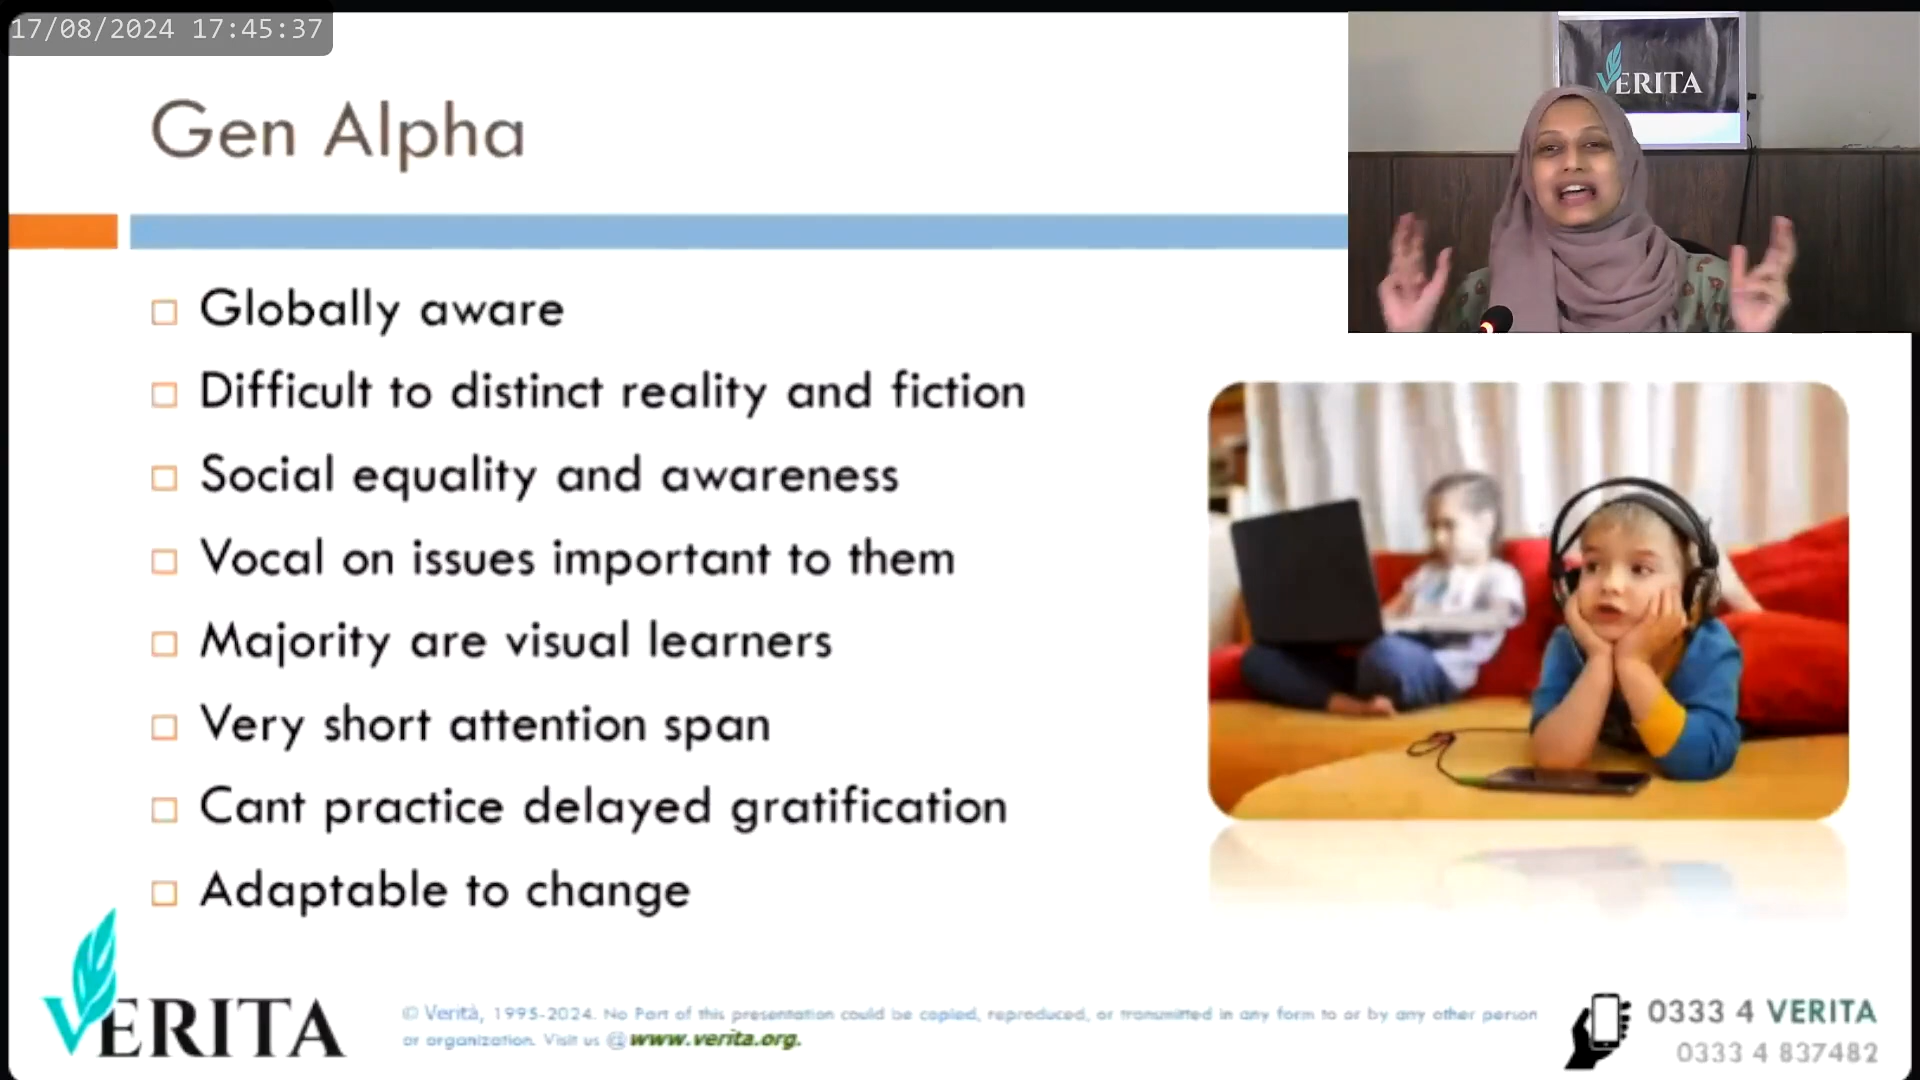 17/08/2024 17:45:37
VERITA
Gen Alpha
Globally aware
Difficult to distinct reality and fiction
Social equality and awareness
Vocal on issues important to them
Majority are visual learners
Very short attention span
Cant practice delayed gratification
Adaptable to change
VERITA
© Verità, 1995-2024. No Part of this presentation could be copied, reproduced, or transmitted in any form to or by any other person
or organization. Visit us @www.verita.org.
0333 4 VERITA
0333 4 837482